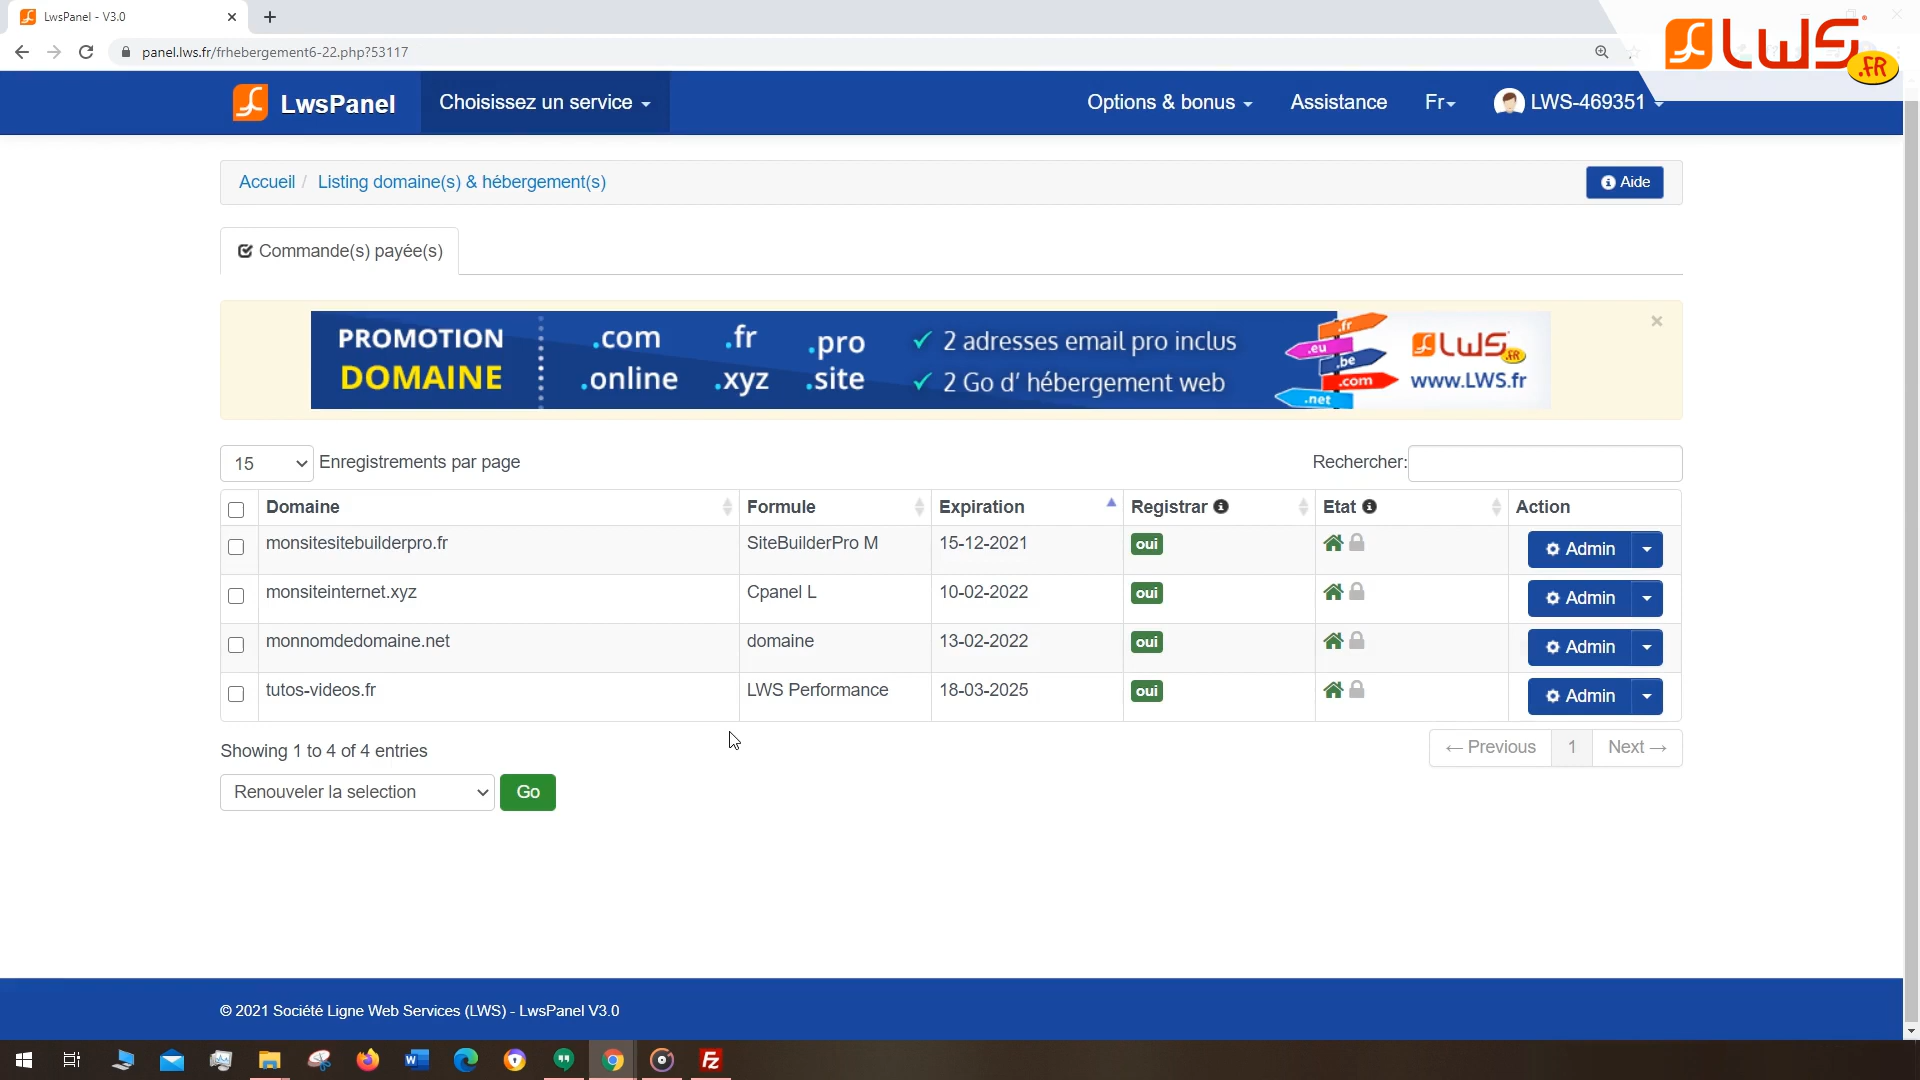 LwsPanel - V3.0
LWS .FR
panel.lws.fr/frhebergement6-22.php?53117
LwsPanel
Choisissez un service
Options & bonus
Assistance
Fr
LWS-469351
Accueil / Listing domaine(s) & hébergement(s)
Aide
Commande(s) payée(s)
PROMOTION
DOMAINE
.com .fr .pro
.online .xyz .site
✓ 2 adresses email pro inclus
✓ 2 Go d' hébergement web
.fr
.eu
.be
.com
.net
LWS .FR
www.LWS.fr
×
15 Enregistrements par page
Rechercher:
Domaine Formule Expiration Registrar Etat Action
monsitesitebuilderpro.fr SiteBuilderPro M 15-12-2021 oui Admin
monsiteinternet.xyz Cpanel L 10-02-2022 oui Admin
monnomdedomaine.net domaine 13-02-2022 oui Admin
tutos-videos.fr LWS Performance 18-03-2025 oui Admin
Showing 1 to 4 of 4 entries
← Previous 1 Next →
Renouveler la selection Go
© 2021 Société Ligne Web Services (LWS) - LwsPanel V3.0